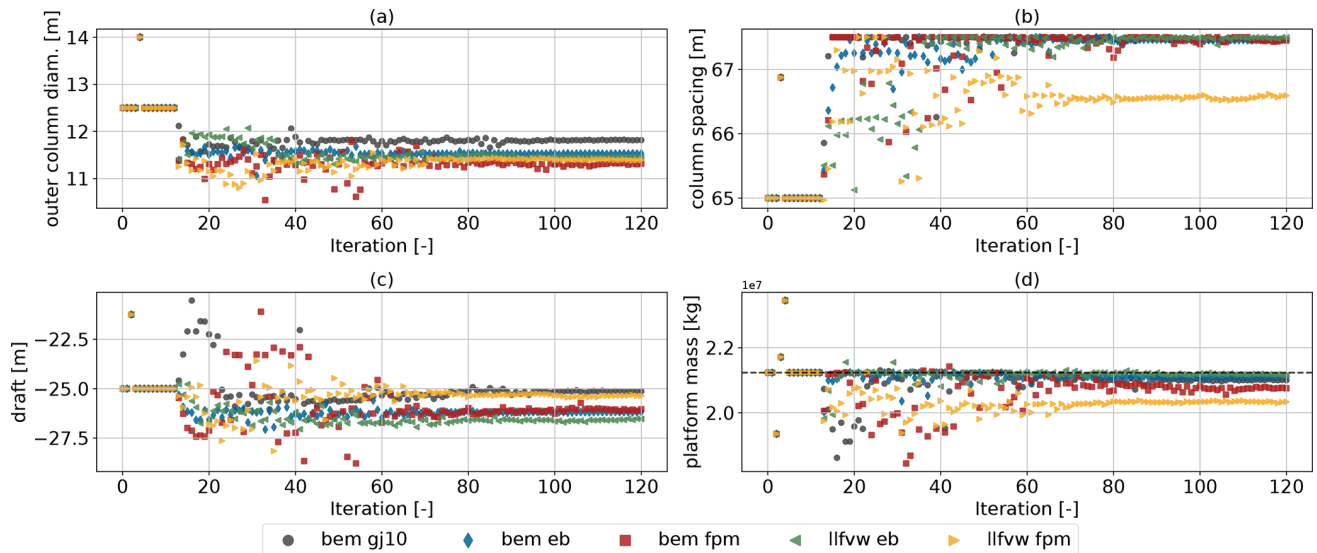 (a)
outer column diam. [m]
14
13
12
11
0 20 40 60 80 100 120
Iteration [-]
(b)
column spacing [m]
67
66
65
0 20 40 60 80 100 120
Iteration [-]
(c)
draft [m]
−22.5
−25.0
−27.5
0 20 40 60 80 100 120
Iteration [-]
(d)
1e7
platform mass [kg]
2.2
2.0
0 20 40 60 80 100 120
Iteration [-]
bem gj10 bem eb bem fpm llfvw eb llfvw fpm